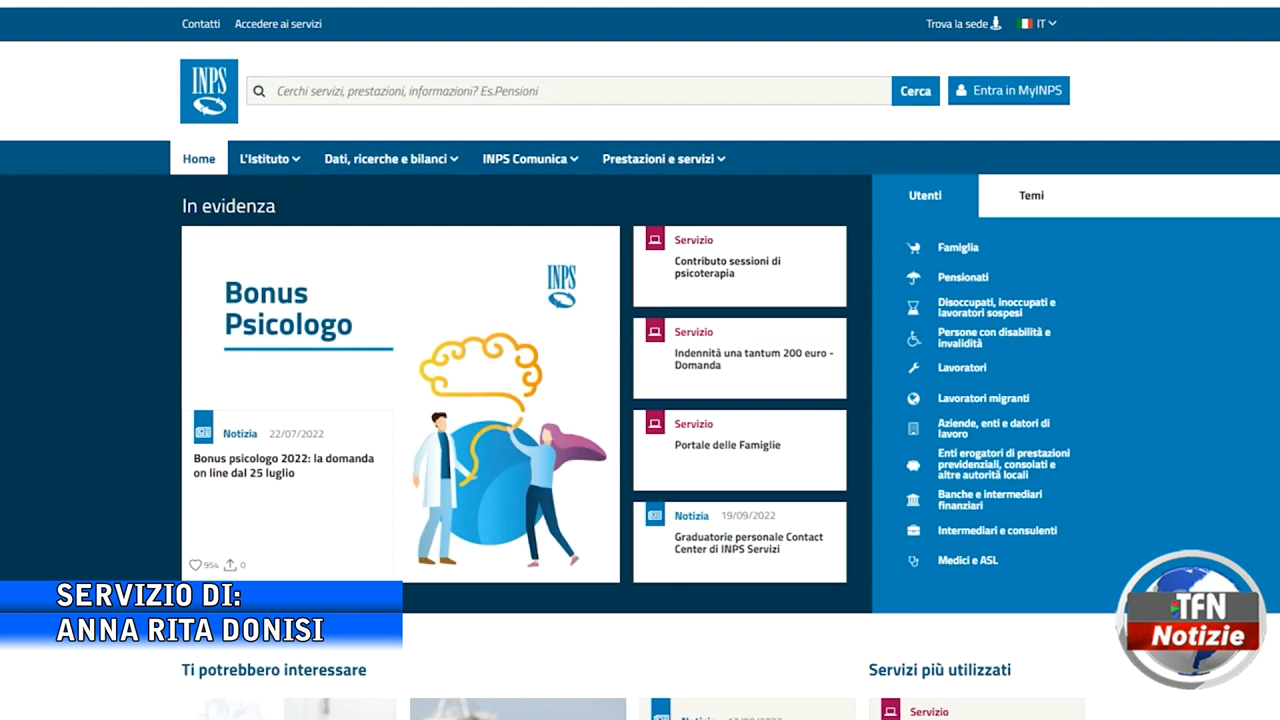 Contatti Accedere ai servizi
Trova la sede IT
INPS
Cerchi servizi, prestazioni, informazioni? Es.Pensioni
Cerca
Entra in MyINPS
Home L'Istituto Dati, ricerche e bilanci INPS Comunica Prestazioni e servizi
In evidenza
Bonus
Psicologo
INPS
Notizia 22/07/2022
Bonus psicologo 2022: la domanda
on line dal 25 luglio
954 0
Servizio
Contributo sessioni di
psicoterapia
Servizio
Indennità una tantum 200 euro -
Domanda
Servizio
Portale delle Famiglie
Notizia 19/09/2022
Graduatorie personale Contact
Center di INPS Servizi
Utenti Temi
Famiglia
Pensionati
Disoccupati, inoccupati e
lavoratori sospesi
Persone con disabilità e
invalidità
Lavoratori
Lavoratori migranti
Aziende, enti e datori di
lavoro
Enti erogatori di prestazioni
previdenziali, consolati e
altre autorità locali
Banche e intermediari
finanziari
Intermediari e consulenti
Medici e ASL
SERVIZIO DI:
ANNA RITA DONISI
TFN
Notizie
Ti potrebbero interessare
Servizi più utilizzati
Servizio